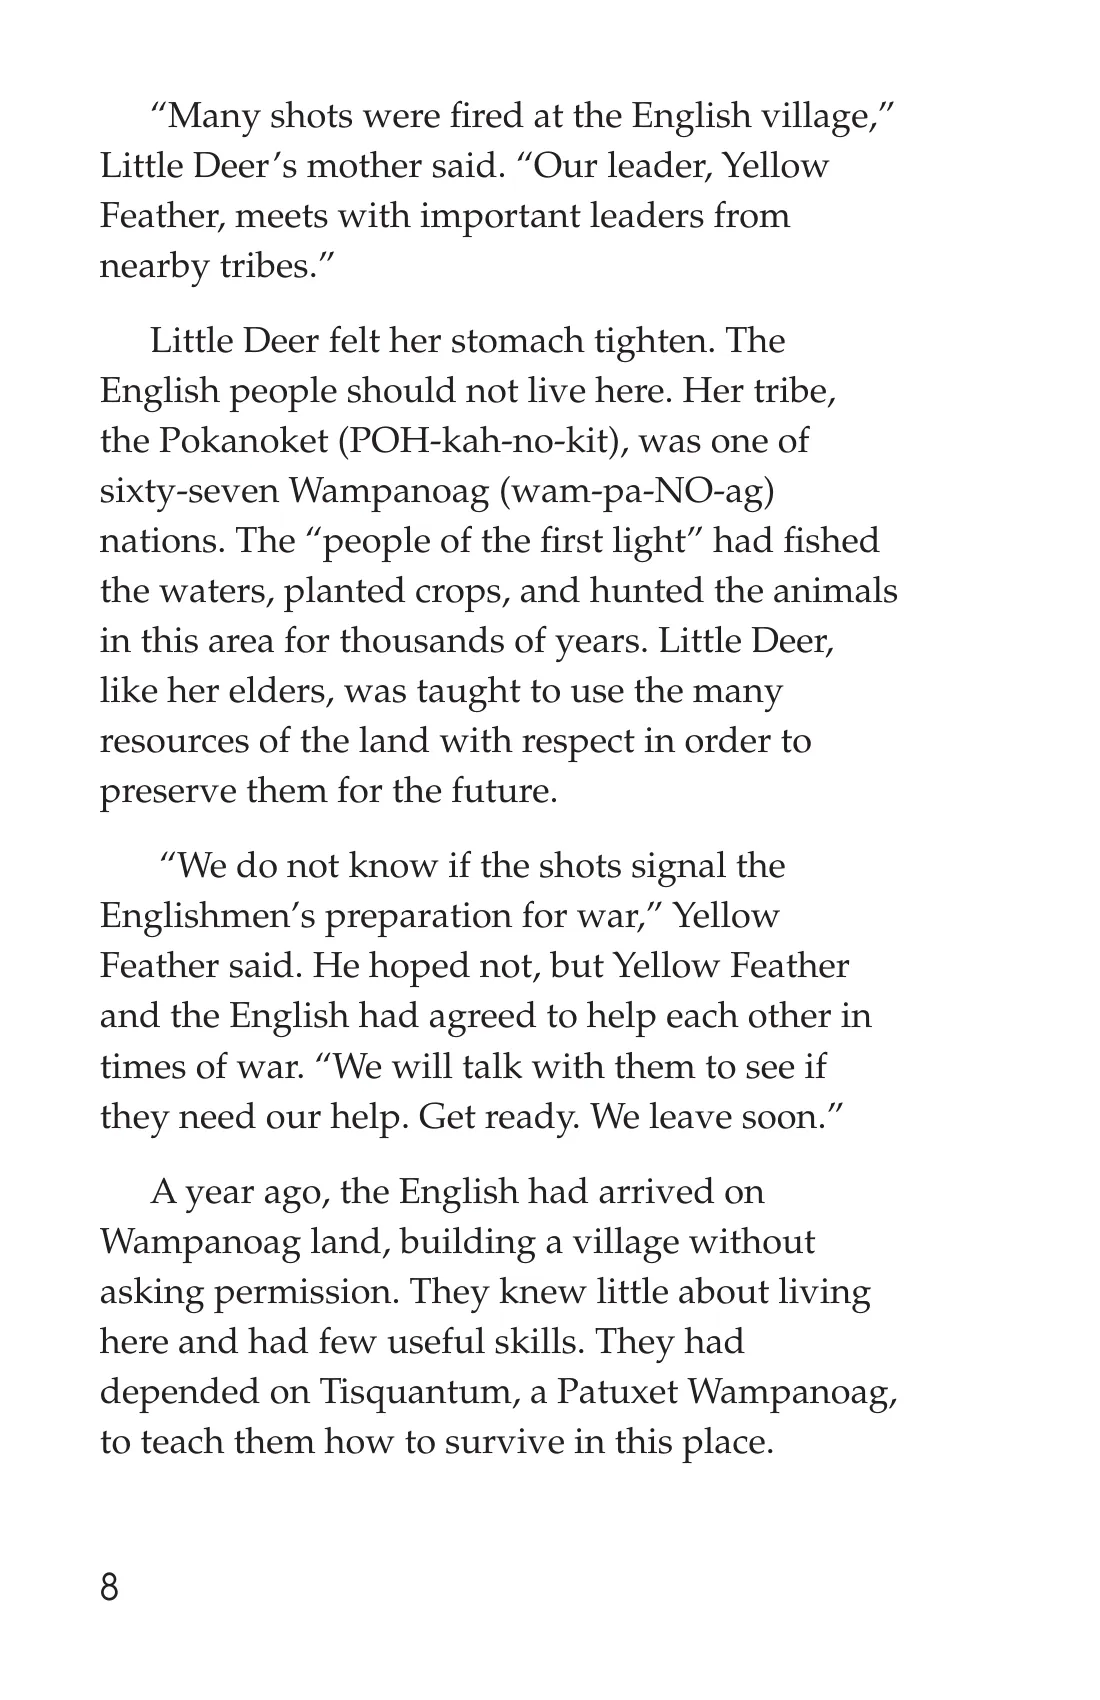 “Many shots were fired at the English village,”
Little Deer’s mother said. “Our leader, Yellow
Feather, meets with important leaders from
nearby tribes.”
Little Deer felt her stomach tighten. The
English people should not live here. Her tribe,
the Pokanoket (POH-kah-no-kit), was one of
sixty-seven Wampanoag (wam-pa-NO-ag)
nations. The “people of the first light” had fished
the waters, planted crops, and hunted the animals
in this area for thousands of years. Little Deer,
like her elders, was taught to use the many
resources of the land with respect in order to
preserve them for the future.
“We do not know if the shots signal the
Englishmen’s preparation for war,” Yellow
Feather said. He hoped not, but Yellow Feather
and the English had agreed to help each other in
times of war. “We will talk with them to see if
they need our help. Get ready. We leave soon.”
A year ago, the English had arrived on
Wampanoag land, building a village without
asking permission. They knew little about living
here and had few useful skills. They had
depended on Tisquantum, a Patuxet Wampanoag,
to teach them how to survive in this place.
8